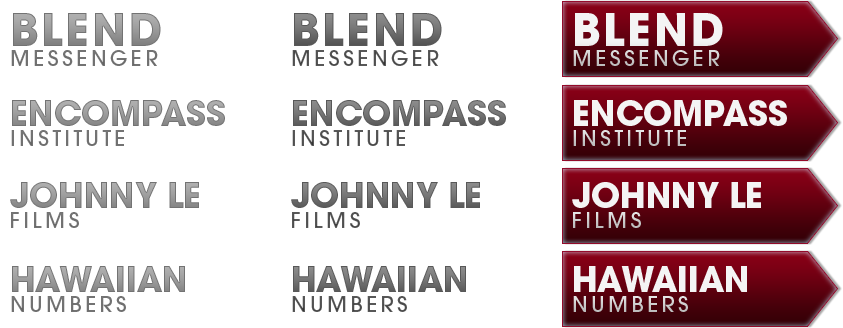 BLEND BLEND BLEND
MESSENGER MESSENGER MESSENGER
ENCOMPASS ENCOMPASS ENCOMPASS
INSTITUTE INSTITUTE INSTITUTE
JOHNNY LE JOHNNY LE JOHNNY LE
FILMS FILMS FILMS
HAWAIIAN HAWAIIAN HAWAIIAN
NUMBERS NUMBERS NUMBERS